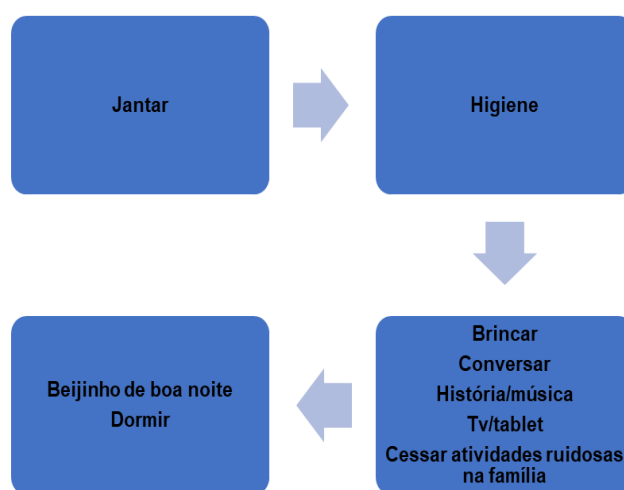 Jantar
Higiene
Brincar
Conversar
História/música
Tv/tablet
Cessar atividades ruidosas
na família
Beijinho de boa noite
Dormir